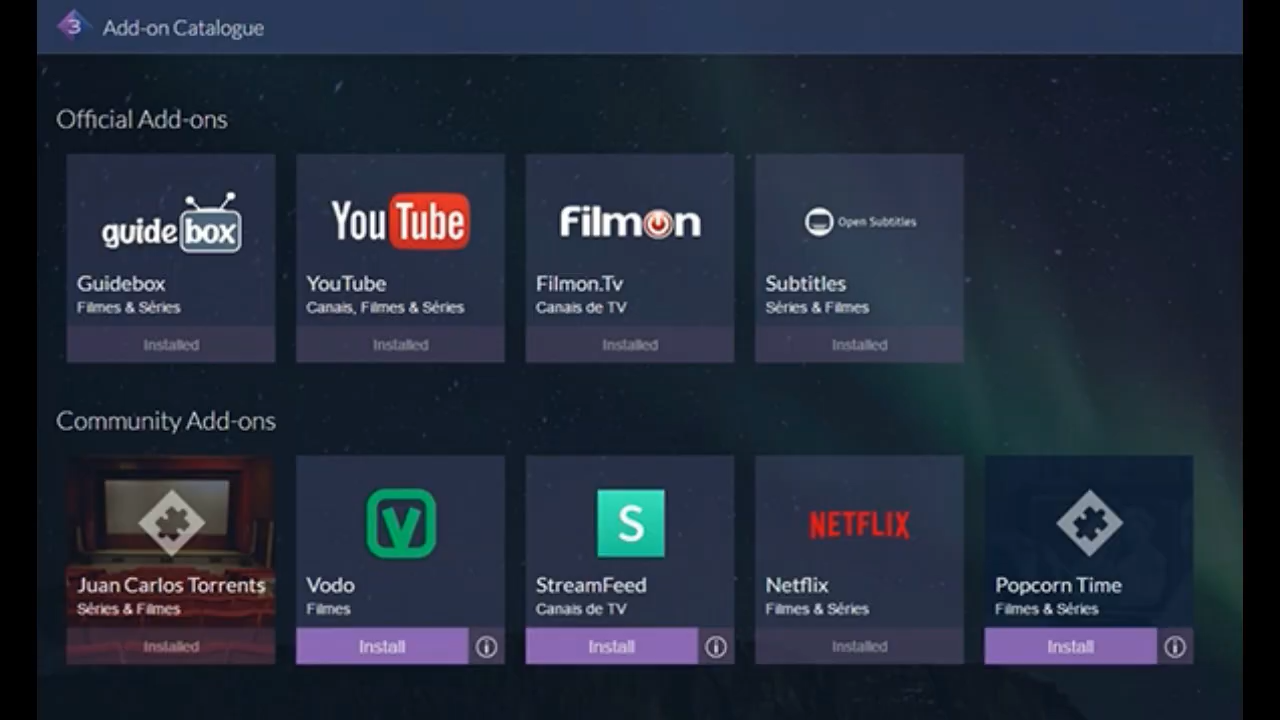 3 Add-on Catalogue
Official Add-ons
guidebox
Guidebox
Filmes & Séries
Installed
YouTube
YouTube
Canais, Filmes & Séries
Installed
Filmon
Filmon.Tv
Canais de TV
Installed
Open Subtitles
Subtitles
Séries & Filmes
Installed
Community Add-ons
Juan Carlos Torrents
Séries & Filmes
Installed
V
Vodo
Filmes
Install
S
StreamFeed
Canais de TV
Install
NETFLIX
Netflix
Filmes & Séries
Installed
Popcorn Time
Filmes & Séries
Install